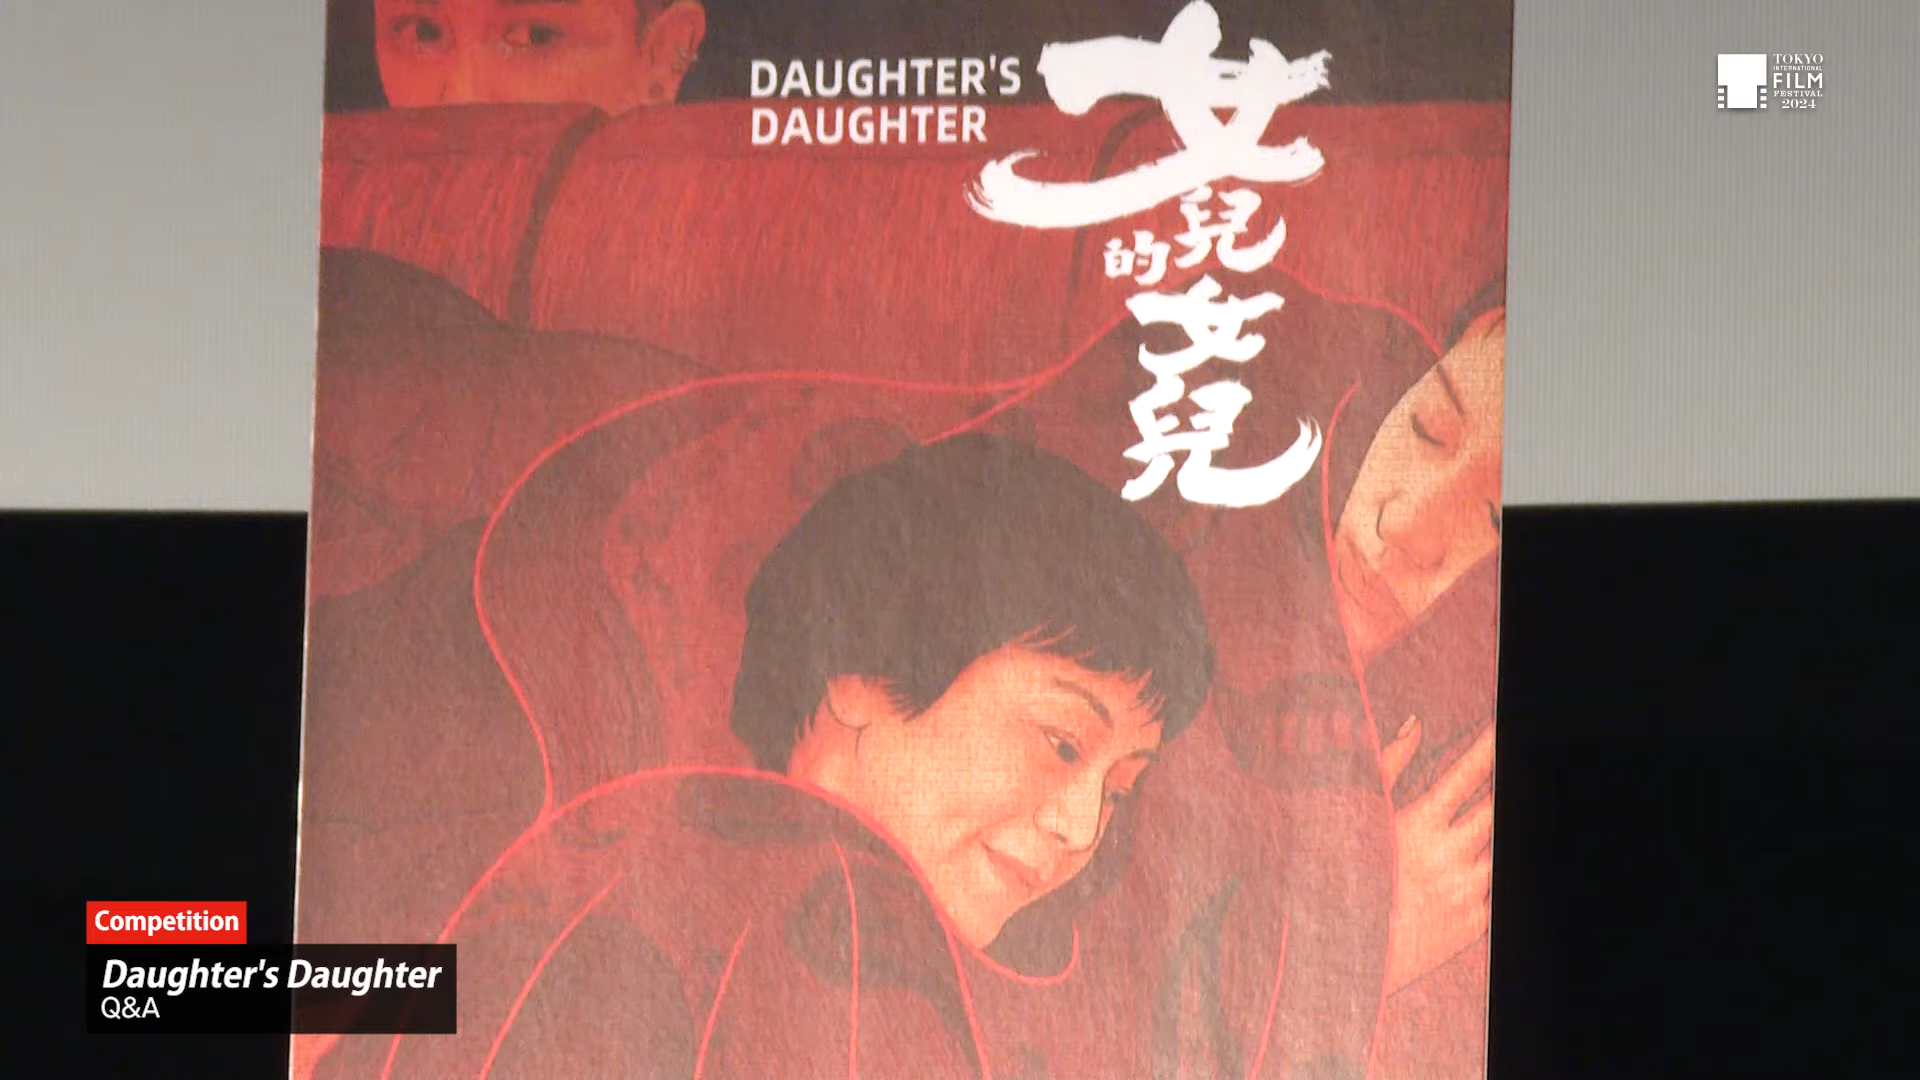 DAUGHTER'S
DAUGHTER
女兒的女兒
TOKYO
INTERNATIONAL
FILM
FESTIVAL
2024
Competition
Daughter's Daughter
Q&A